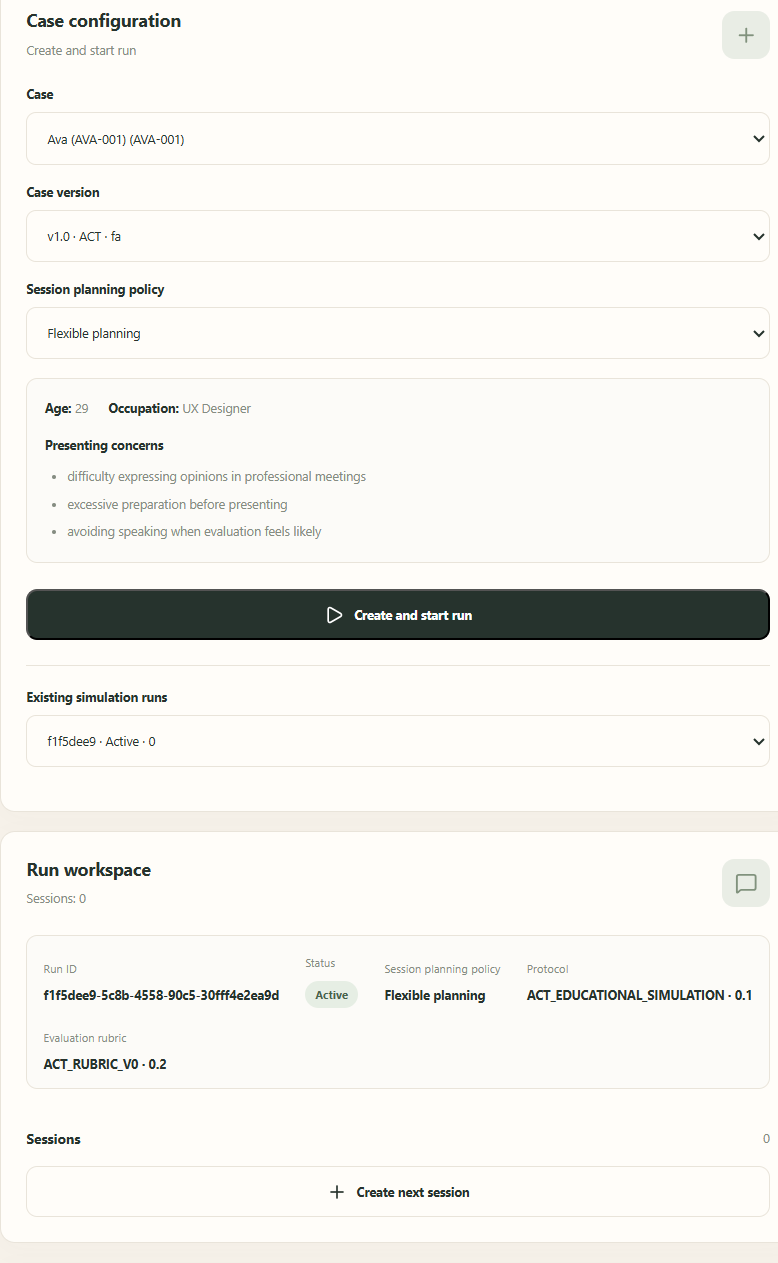 Case configuration
Create and start run
Case
Ava (AVA-001) (AVA-001)
Case version
v1.0 · ACT · fa
Session planning policy
Flexible planning
Age: 29 Occupation: UX Designer
Presenting concerns
• difficulty expressing opinions in professional meetings
• excessive preparation before presenting
• avoiding speaking when evaluation feels likely
Create and start run
Existing simulation runs
f1f5dee9 · Active · 0
Run workspace
Sessions: 0
Run ID
f1f5dee9-5c8b-4558-90c5-30fff4e2ea9d
Status
Active
Session planning policy
Flexible planning
Protocol
ACT_EDUCATIONAL_SIMULATION · 0.1
Evaluation rubric
ACT_RUBRIC_V0 · 0.2
Sessions 0
Create next session